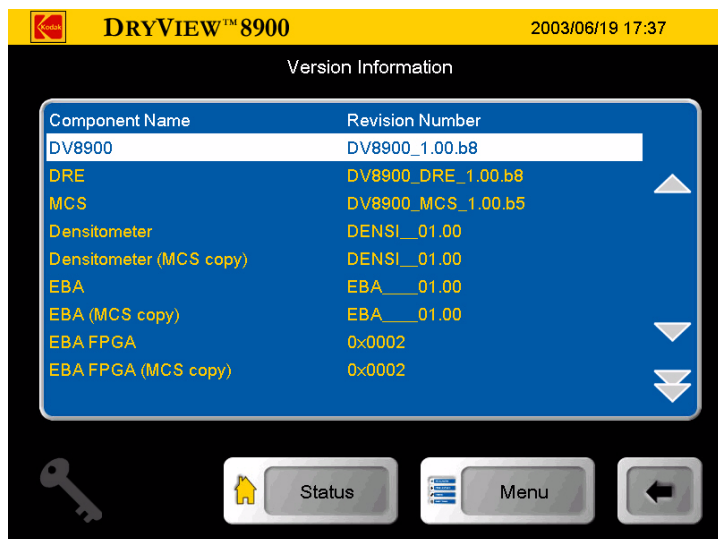 Kodak DRYVIEW™8900 2003/06/19 17:37
Version Information
Component Name Revision Number
DV8900 DV8900_1.00.b8
DRE DV8900_DRE_1.00.b8
MCS DV8900_MCS_1.00.b5
Densitometer DENSI__01.00
Densitometer (MCS copy) DENSI__01.00
EBA EBA____01.00
EBA (MCS copy) EBA____01.00
EBA FPGA 0x0002
EBA FPGA (MCS copy) 0x0002
Status Menu